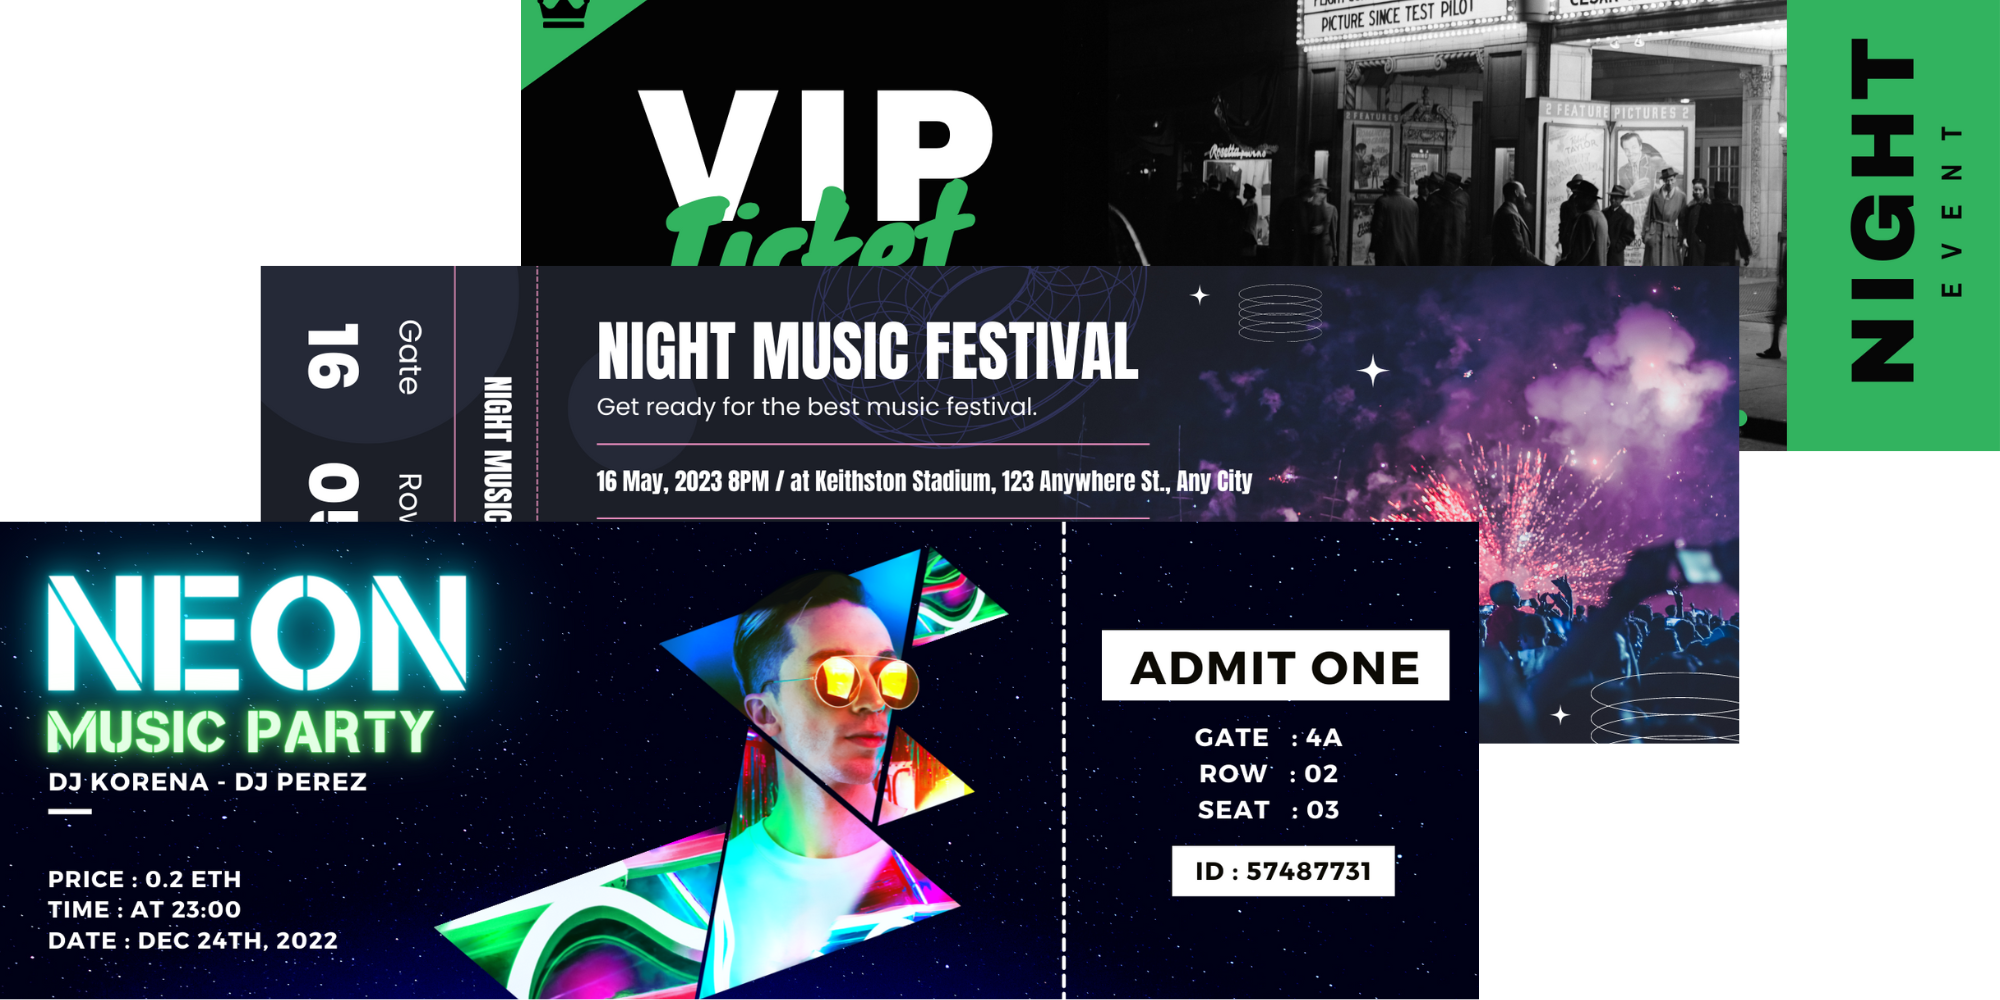 PICTURE SINCE TEST PILOT
2 FEATURES
2 FEATURE PICTURES 2
VIP
Ticket
NIGHT
EVENT
16
Gate
Row
NIGHT MUSIC
NIGHT MUSIC FESTIVAL
Get ready for the best music festival.
16 May, 2023 8PM / at Keithston Stadium, 123 Anywhere St., Any City
NEON
MUSIC PARTY
DJ KORENA - DJ PEREZ
PRICE : 0.2 ETH
TIME : AT 23:00
DATE : DEC 24TH, 2022
ADMIT ONE
GATE : 4A
ROW : 02
SEAT : 03
ID : 57487731